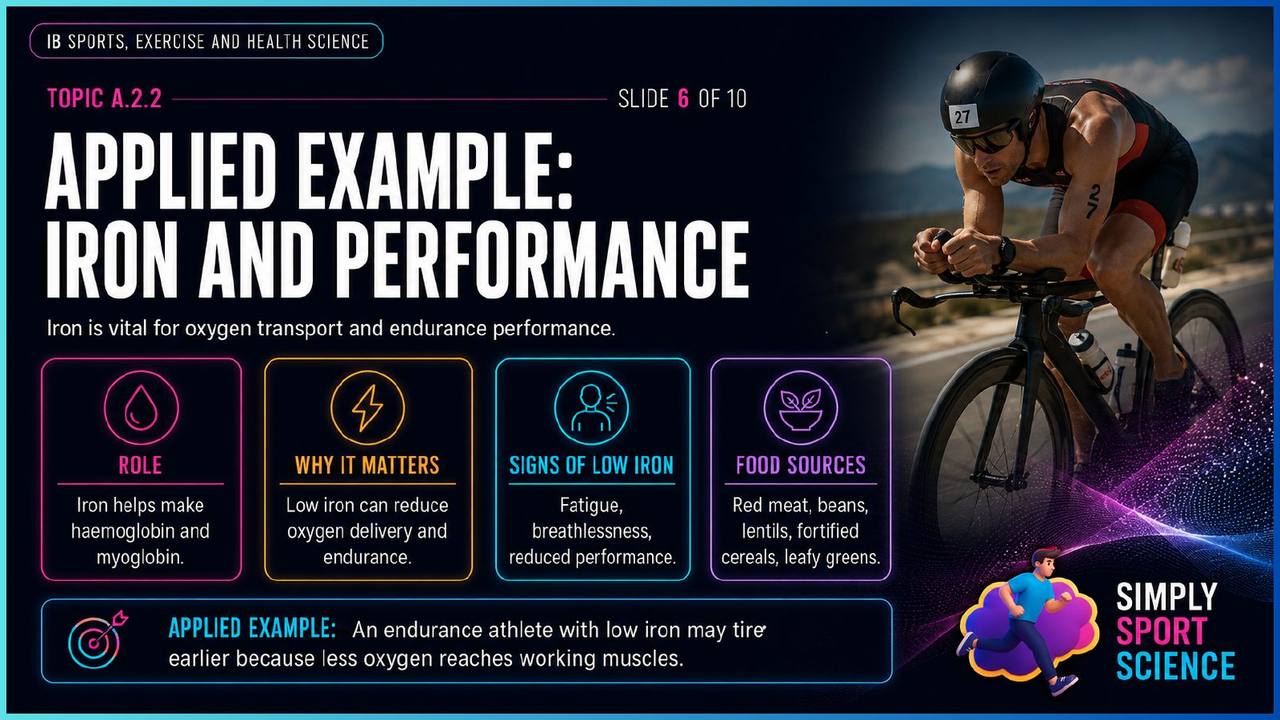 IB SPORTS, EXERCISE AND HEALTH SCIENCE
TOPIC A.2.2
SLIDE 6 OF 10
APPLIED EXAMPLE:
IRON AND PERFORMANCE
Iron is vital for oxygen transport and endurance performance.
ROLE
Iron helps make
haemoglobin and
myoglobin.
WHY IT MATTERS
Low iron can reduce
oxygen delivery and
endurance.
SIGNS OF LOW IRON
Fatigue,
breathlessness,
reduced performance.
FOOD SOURCES
Red meat, beans,
lentils, fortified
cereals, leafy greens.
APPLIED EXAMPLE: An endurance athlete with low iron may tire
earlier because less oxygen reaches working muscles.
27
27
SIMPLY
SPORT
SCIENCE